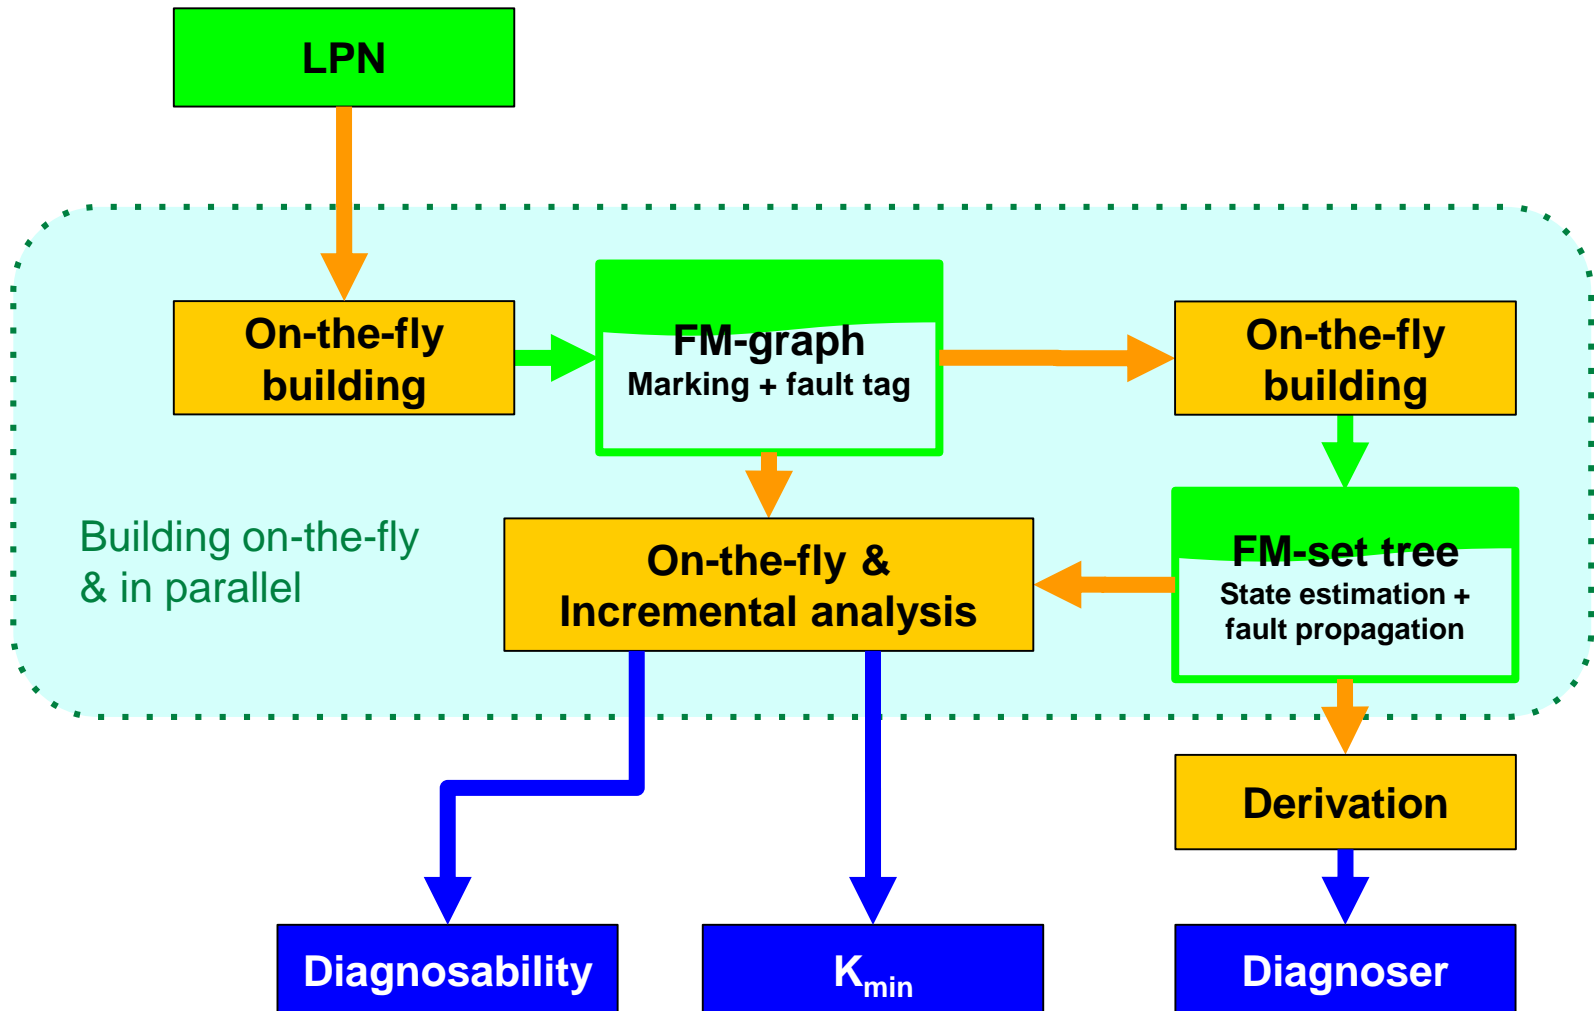 LPN
On-the-fly
building
FM-graph
Marking + fault tag
On-the-fly
building
Building on-the-fly
& in parallel
On-the-fly &
Incremental analysis
FM-set tree
State estimation +
fault propagation
Derivation
Diagnosability
Kmin
Diagnoser